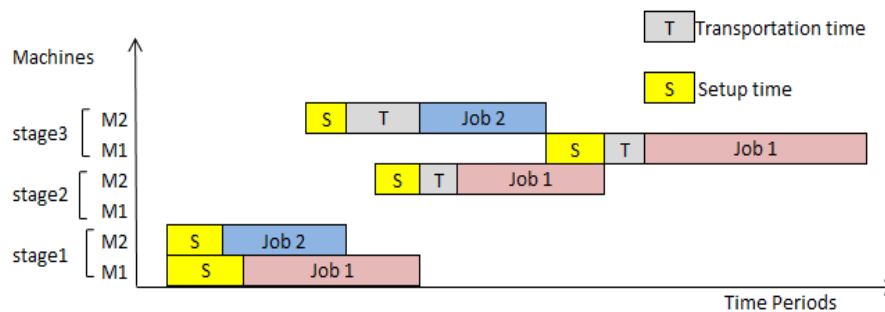 T Transportation time
Machines
S Setup time
stage3 M2 S T Job 2
M1 S T Job 1
stage2 M2 S T Job 1
M1
stage1 M2 S Job 2
M1 S Job 1
Time Periods